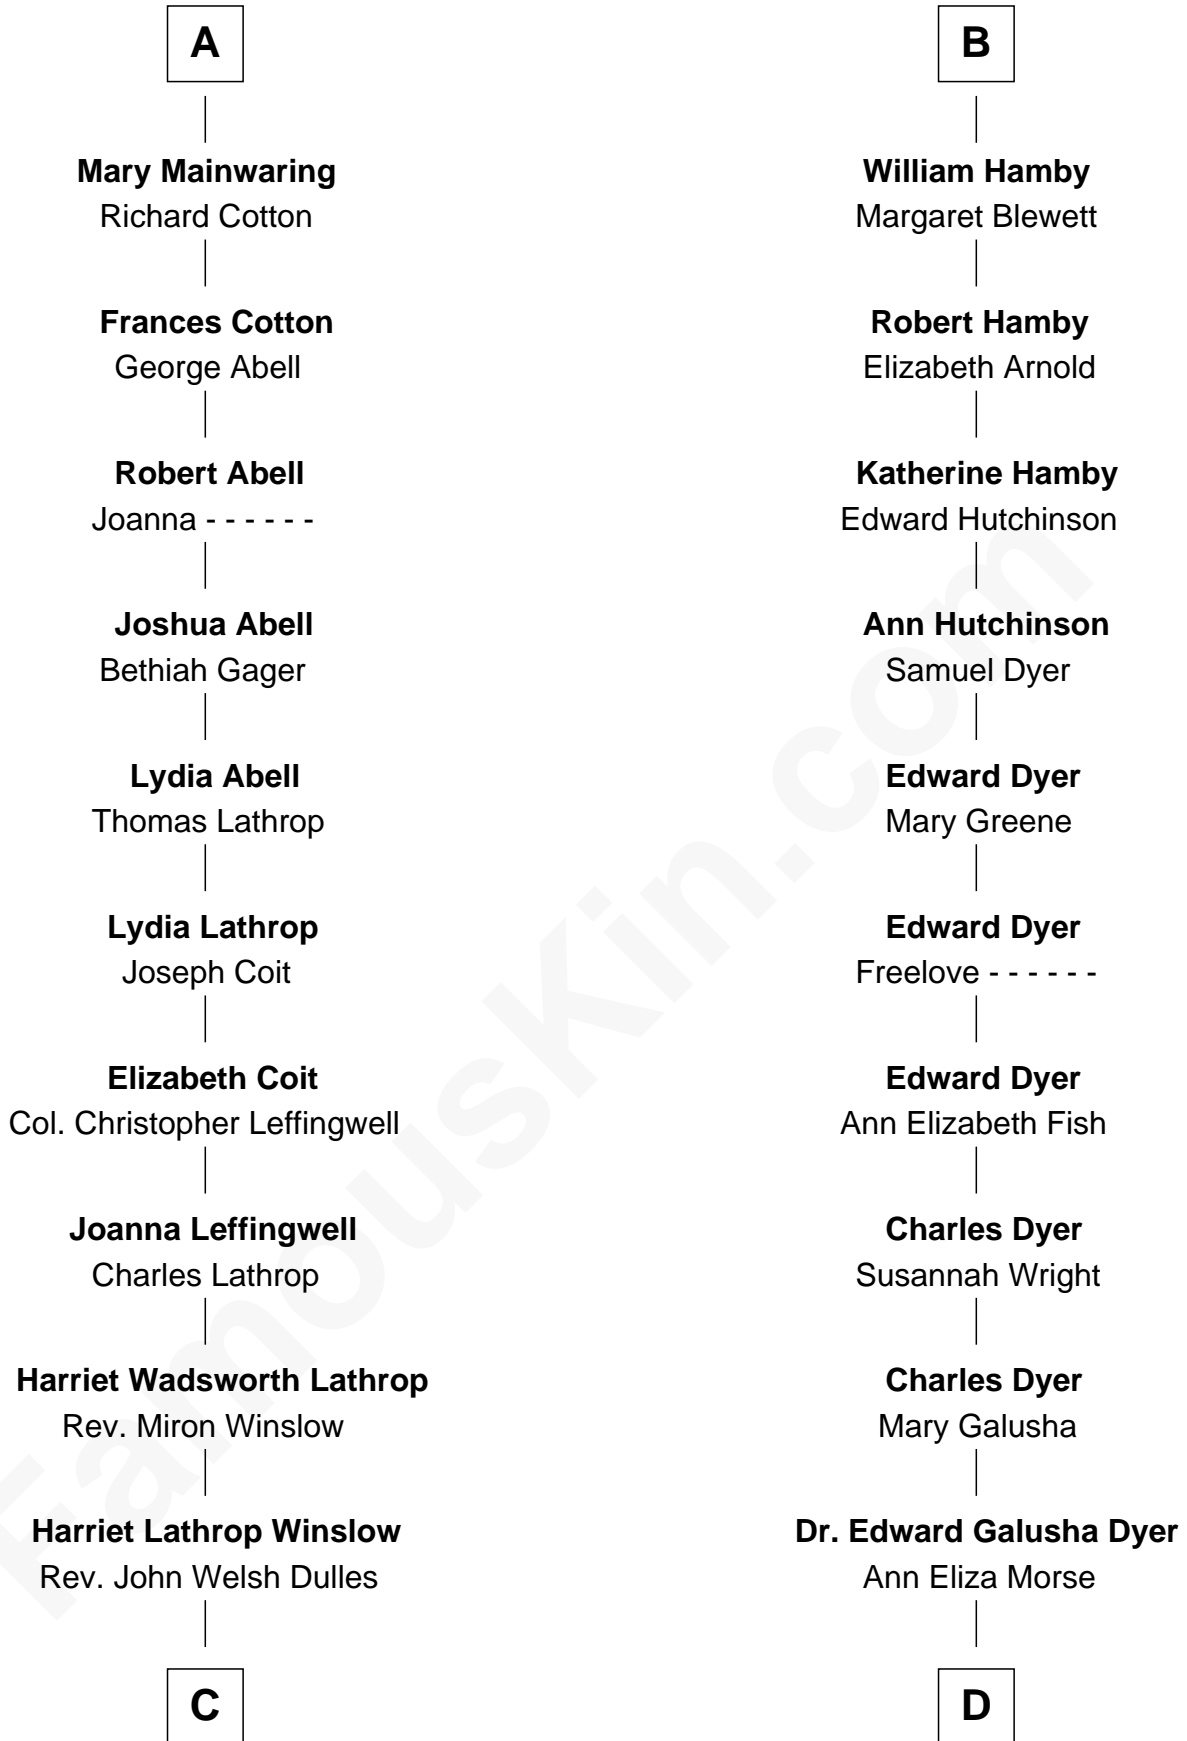 A
Mary Mainwaring
Richard Cotton
Frances Cotton
George Abell
Robert Abell
Joanna - - - - - -
Joshua Abell
Bethiah Gager
Lydia Abell
Thomas Lathrop
Lydia Lathrop
Joseph Coit
Elizabeth Coit
Col. Christopher Leffingwell
Joanna Leffingwell
Charles Lathrop
Harriet Wadsworth Lathrop
Rev. Miron Winslow
Harriet Lathrop Winslow
Rev. John Welsh Dulles
C
B
William Hamby
Margaret Blewett
Robert Hamby
Elizabeth Arnold
Katherine Hamby
Edward Hutchinson
Ann Hutchinson
Samuel Dyer
Edward Dyer
Mary Greene
Edward Dyer
Freelove - - - - - -
Edward Dyer
Ann Elizabeth Fish
Charles Dyer
Susannah Wright
Charles Dyer
Mary Galusha
Dr. Edward Galusha Dyer
Ann Eliza Morse
D
FamousKin.com